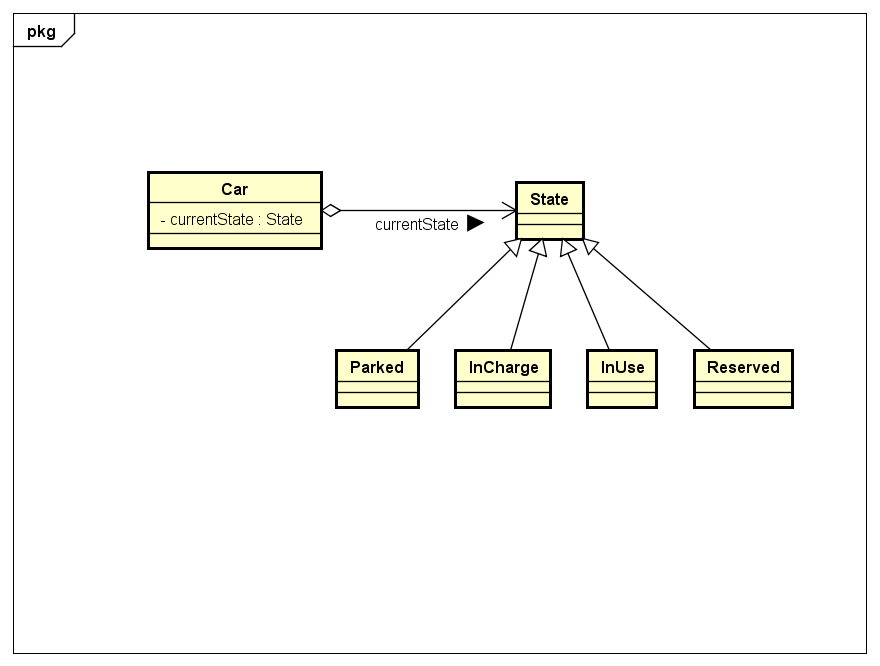 pkg
Car
- currentState : State
State
currentState
Parked
InCharge
InUse
Reserved